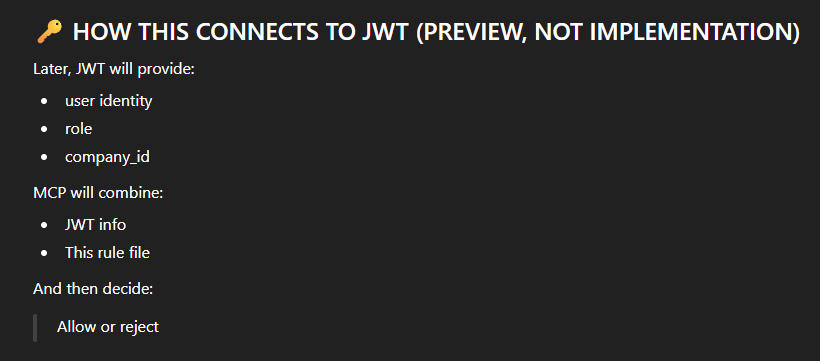 🔑 HOW THIS CONNECTS TO JWT (PREVIEW, NOT IMPLEMENTATION)
Later, JWT will provide:
• user identity
• role
• company_id
MCP will combine:
• JWT info
• This rule file
And then decide:
Allow or reject